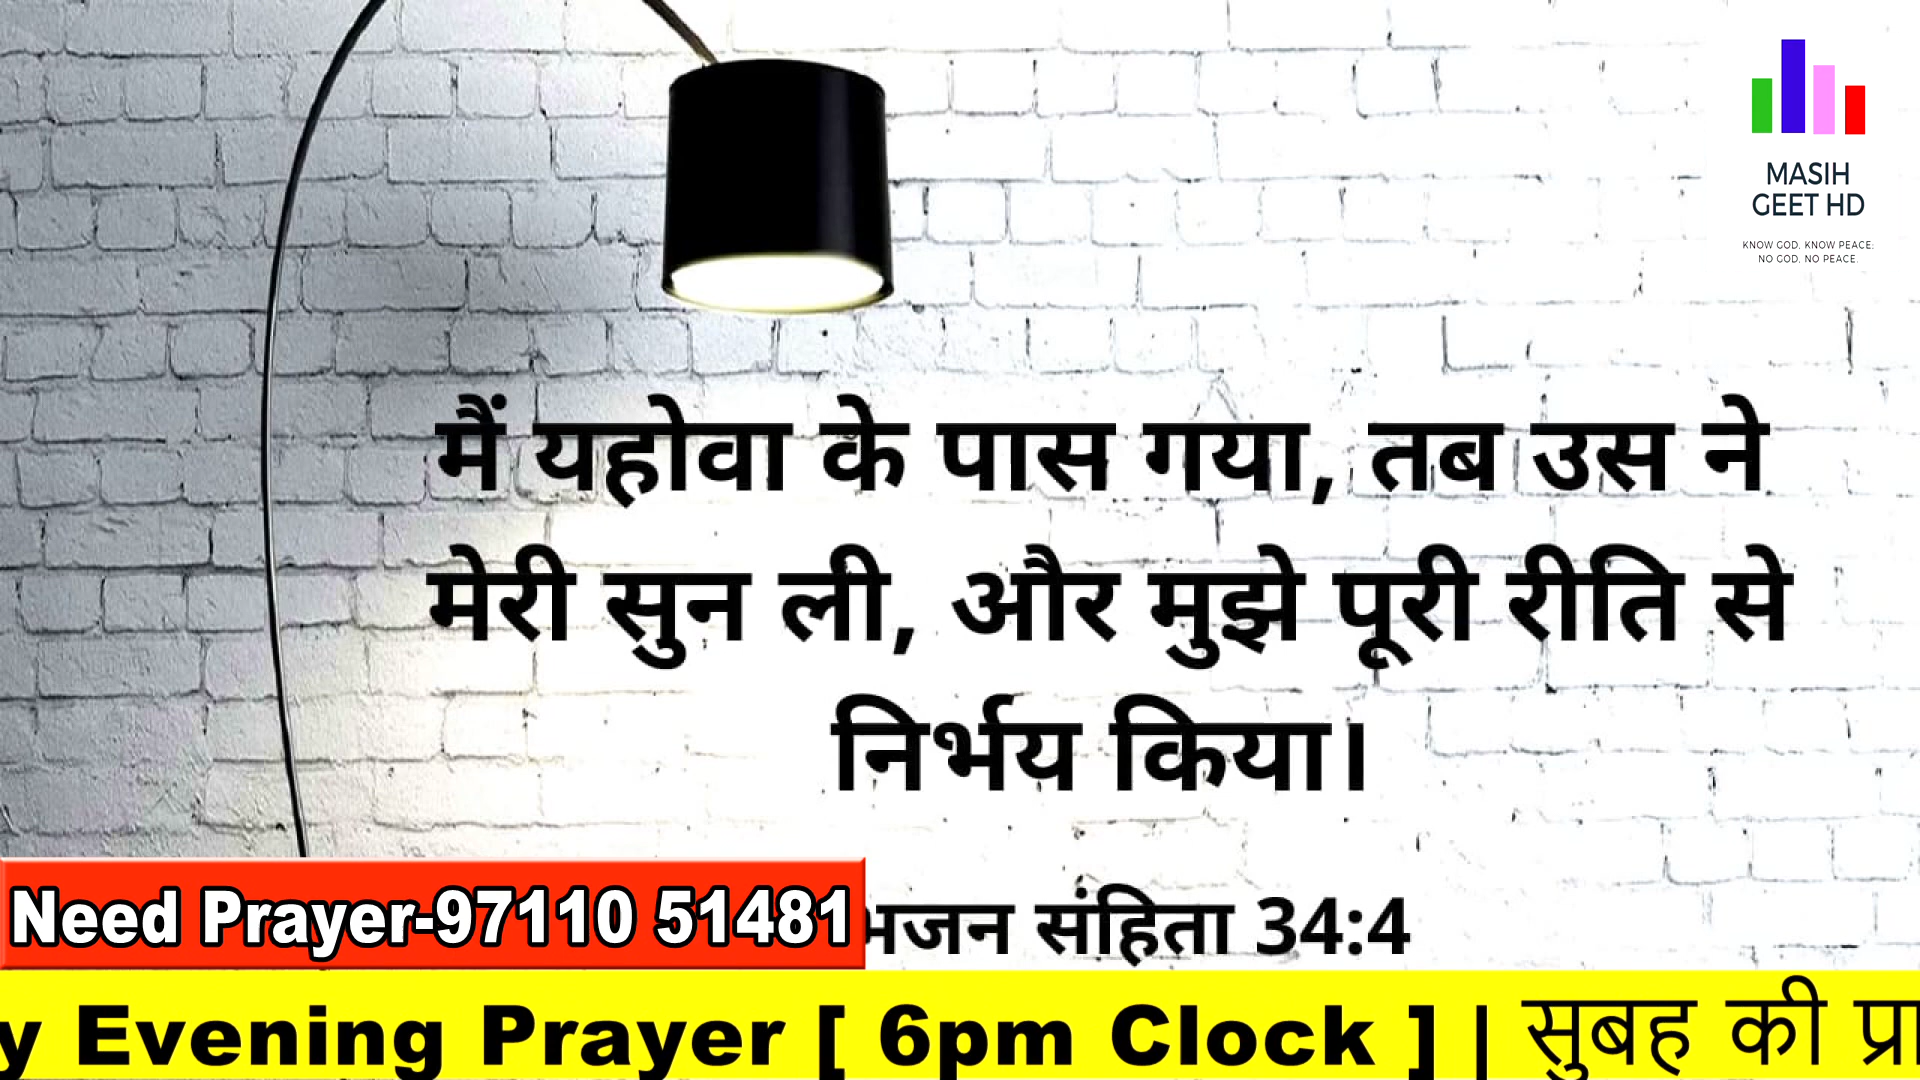 MASIH
GEET HD
KNOW GOD, KNOW PEACE;
NO GOD, NO PEACE.
मैं यहोवा के पास गया, तब उस ने
मेरी सुन ली, और मुझे पूरी रीति से
निर्भय किया।
Need Prayer-97110 51481
भजन संहिता 34:4
y Evening Prayer [ 6pm Clock ] | सुबह की प्रा